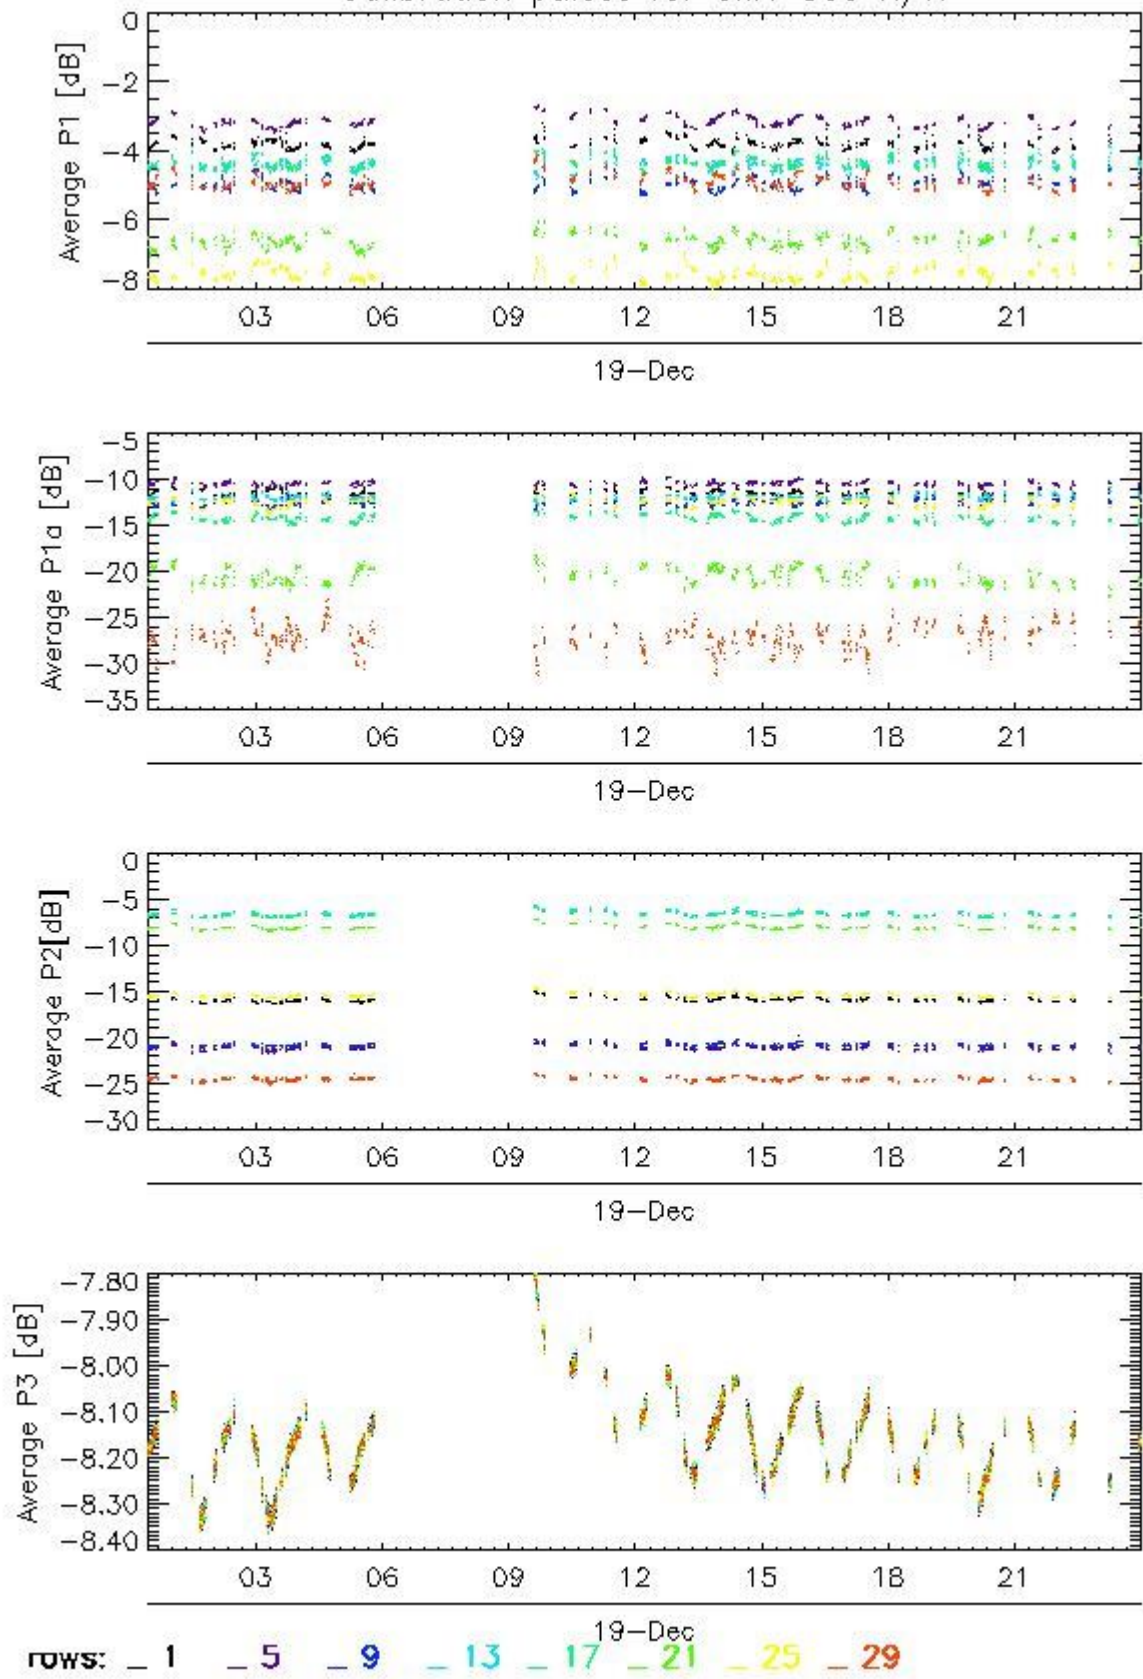 0
-2
-4
-6
-8
Average P1 [dB]
03 06 09 12 15 18 21
19-Dec
-5
-10
-15
-20
-25
-30
-35
Average P1a [dB]
03 06 09 12 15 18 21
19-Dec
0
-5
-10
-15
-20
-25
-30
Average P2[dB]
03 06 09 12 15 18 21
19-Dec
-7.80
-7.90
-8.00
-8.10
-8.20
-8.30
-8.40
Average P3 [dB]
03 06 09 12 15 18 21
19-Dec
rows: _ 1 _ 5 _ 9 _ 13 _ 17 _ 21 _ 25 _ 29